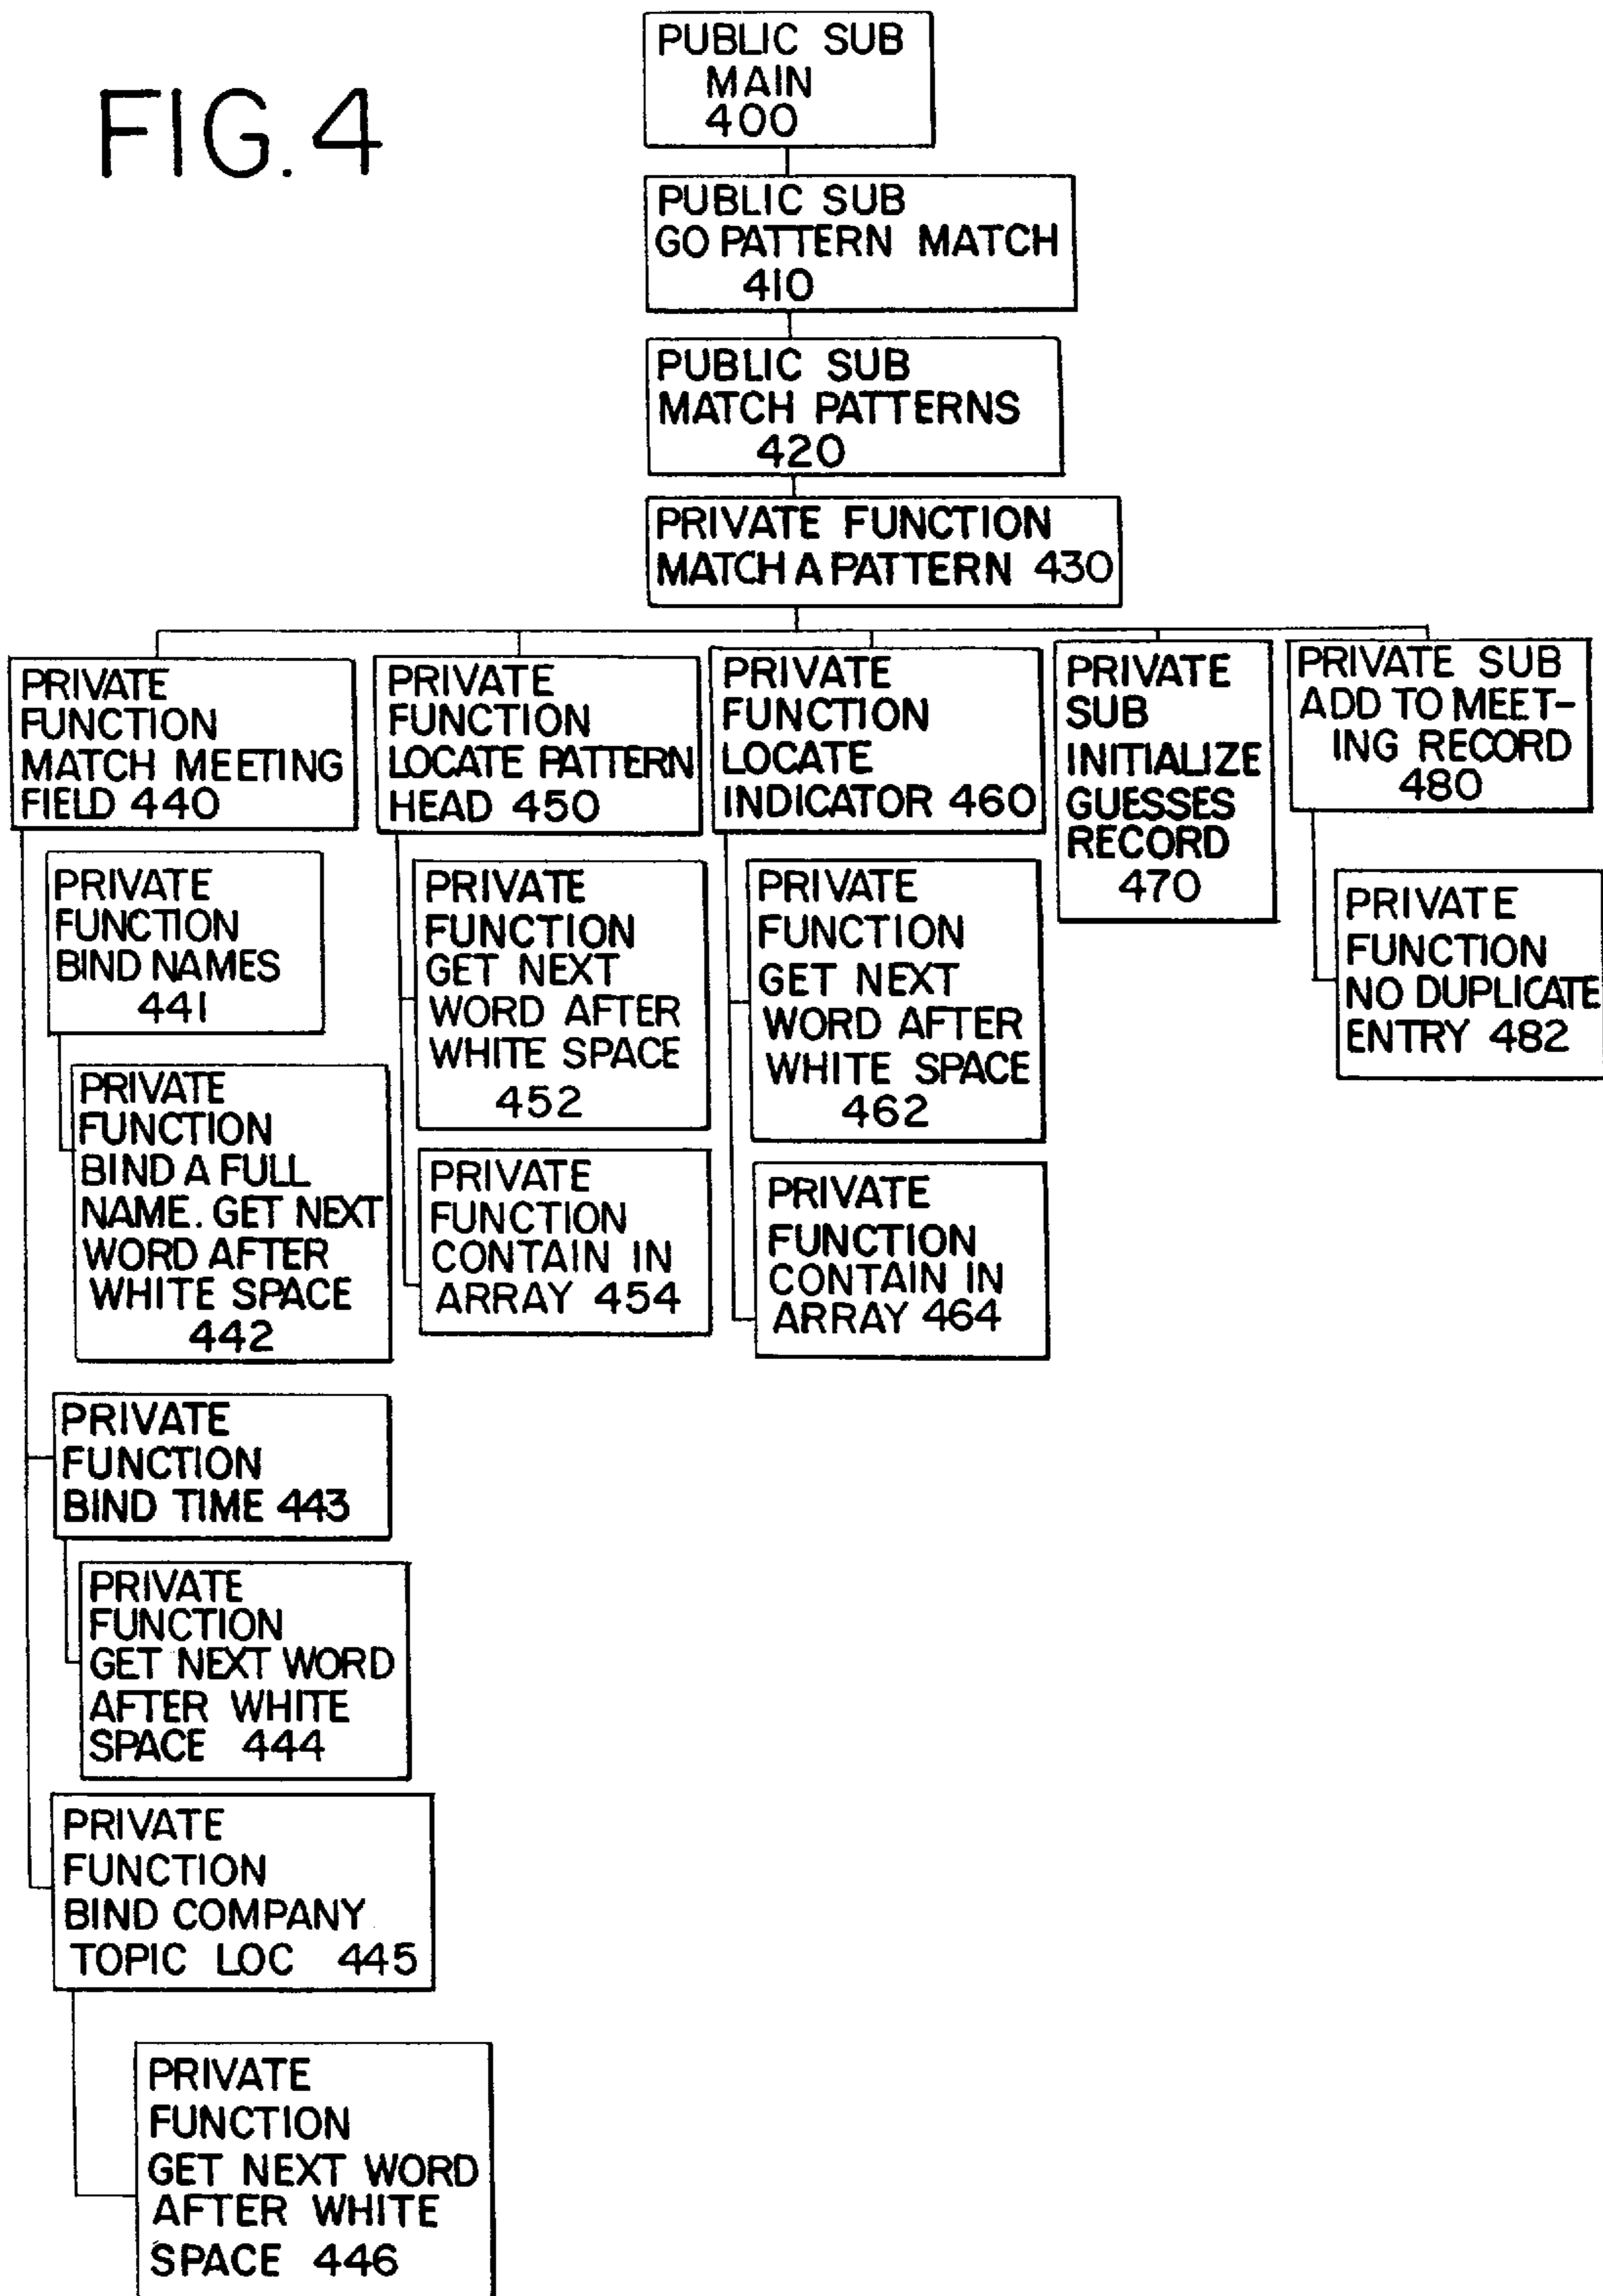 FIG. 4
PUBLIC SUB
MAIN
400
PUBLIC SUB
GO PATTERN MATCH
410
PUBLIC SUB
MATCH PATTERNS
420
PRIVATE FUNCTION
MATCH A PATTERN 430
PRIVATE
FUNCTION
MATCH MEETING
FIELD 440
PRIVATE
FUNCTION
LOCATE PATTERN
HEAD 450
PRIVATE
FUNCTION
LOCATE
INDICATOR 460
PRIVATE
SUB
INITIALIZE
GUESSES
RECORD
470
PRIVATE SUB
ADD TO MEET-
ING RECORD
480
PRIVATE
FUNCTION
BIND NAMES
441
PRIVATE
FUNCTION
BIND A FULL
NAME. GET NEXT
WORD AFTER
WHITE SPACE
442
PRIVATE
FUNCTION
GET NEXT
WORD AFTER
WHITE SPACE
452
PRIVATE
FUNCTION
CONTAIN IN
ARRAY 454
PRIVATE
FUNCTION
GET NEXT
WORD AFTER
WHITE SPACE
462
PRIVATE
FUNCTION
CONTAIN IN
ARRAY 464
PRIVATE
FUNCTION
NO DUPLICATE
ENTRY 482
PRIVATE
FUNCTION
BIND TIME 443
PRIVATE
FUNCTION
GET NEXT WORD
AFTER WHITE
SPACE 444
PRIVATE
FUNCTION
BIND COMPANY
TOPIC LOC 445
PRIVATE
FUNCTION
GET NEXT WORD
AFTER WHITE
SPACE 446